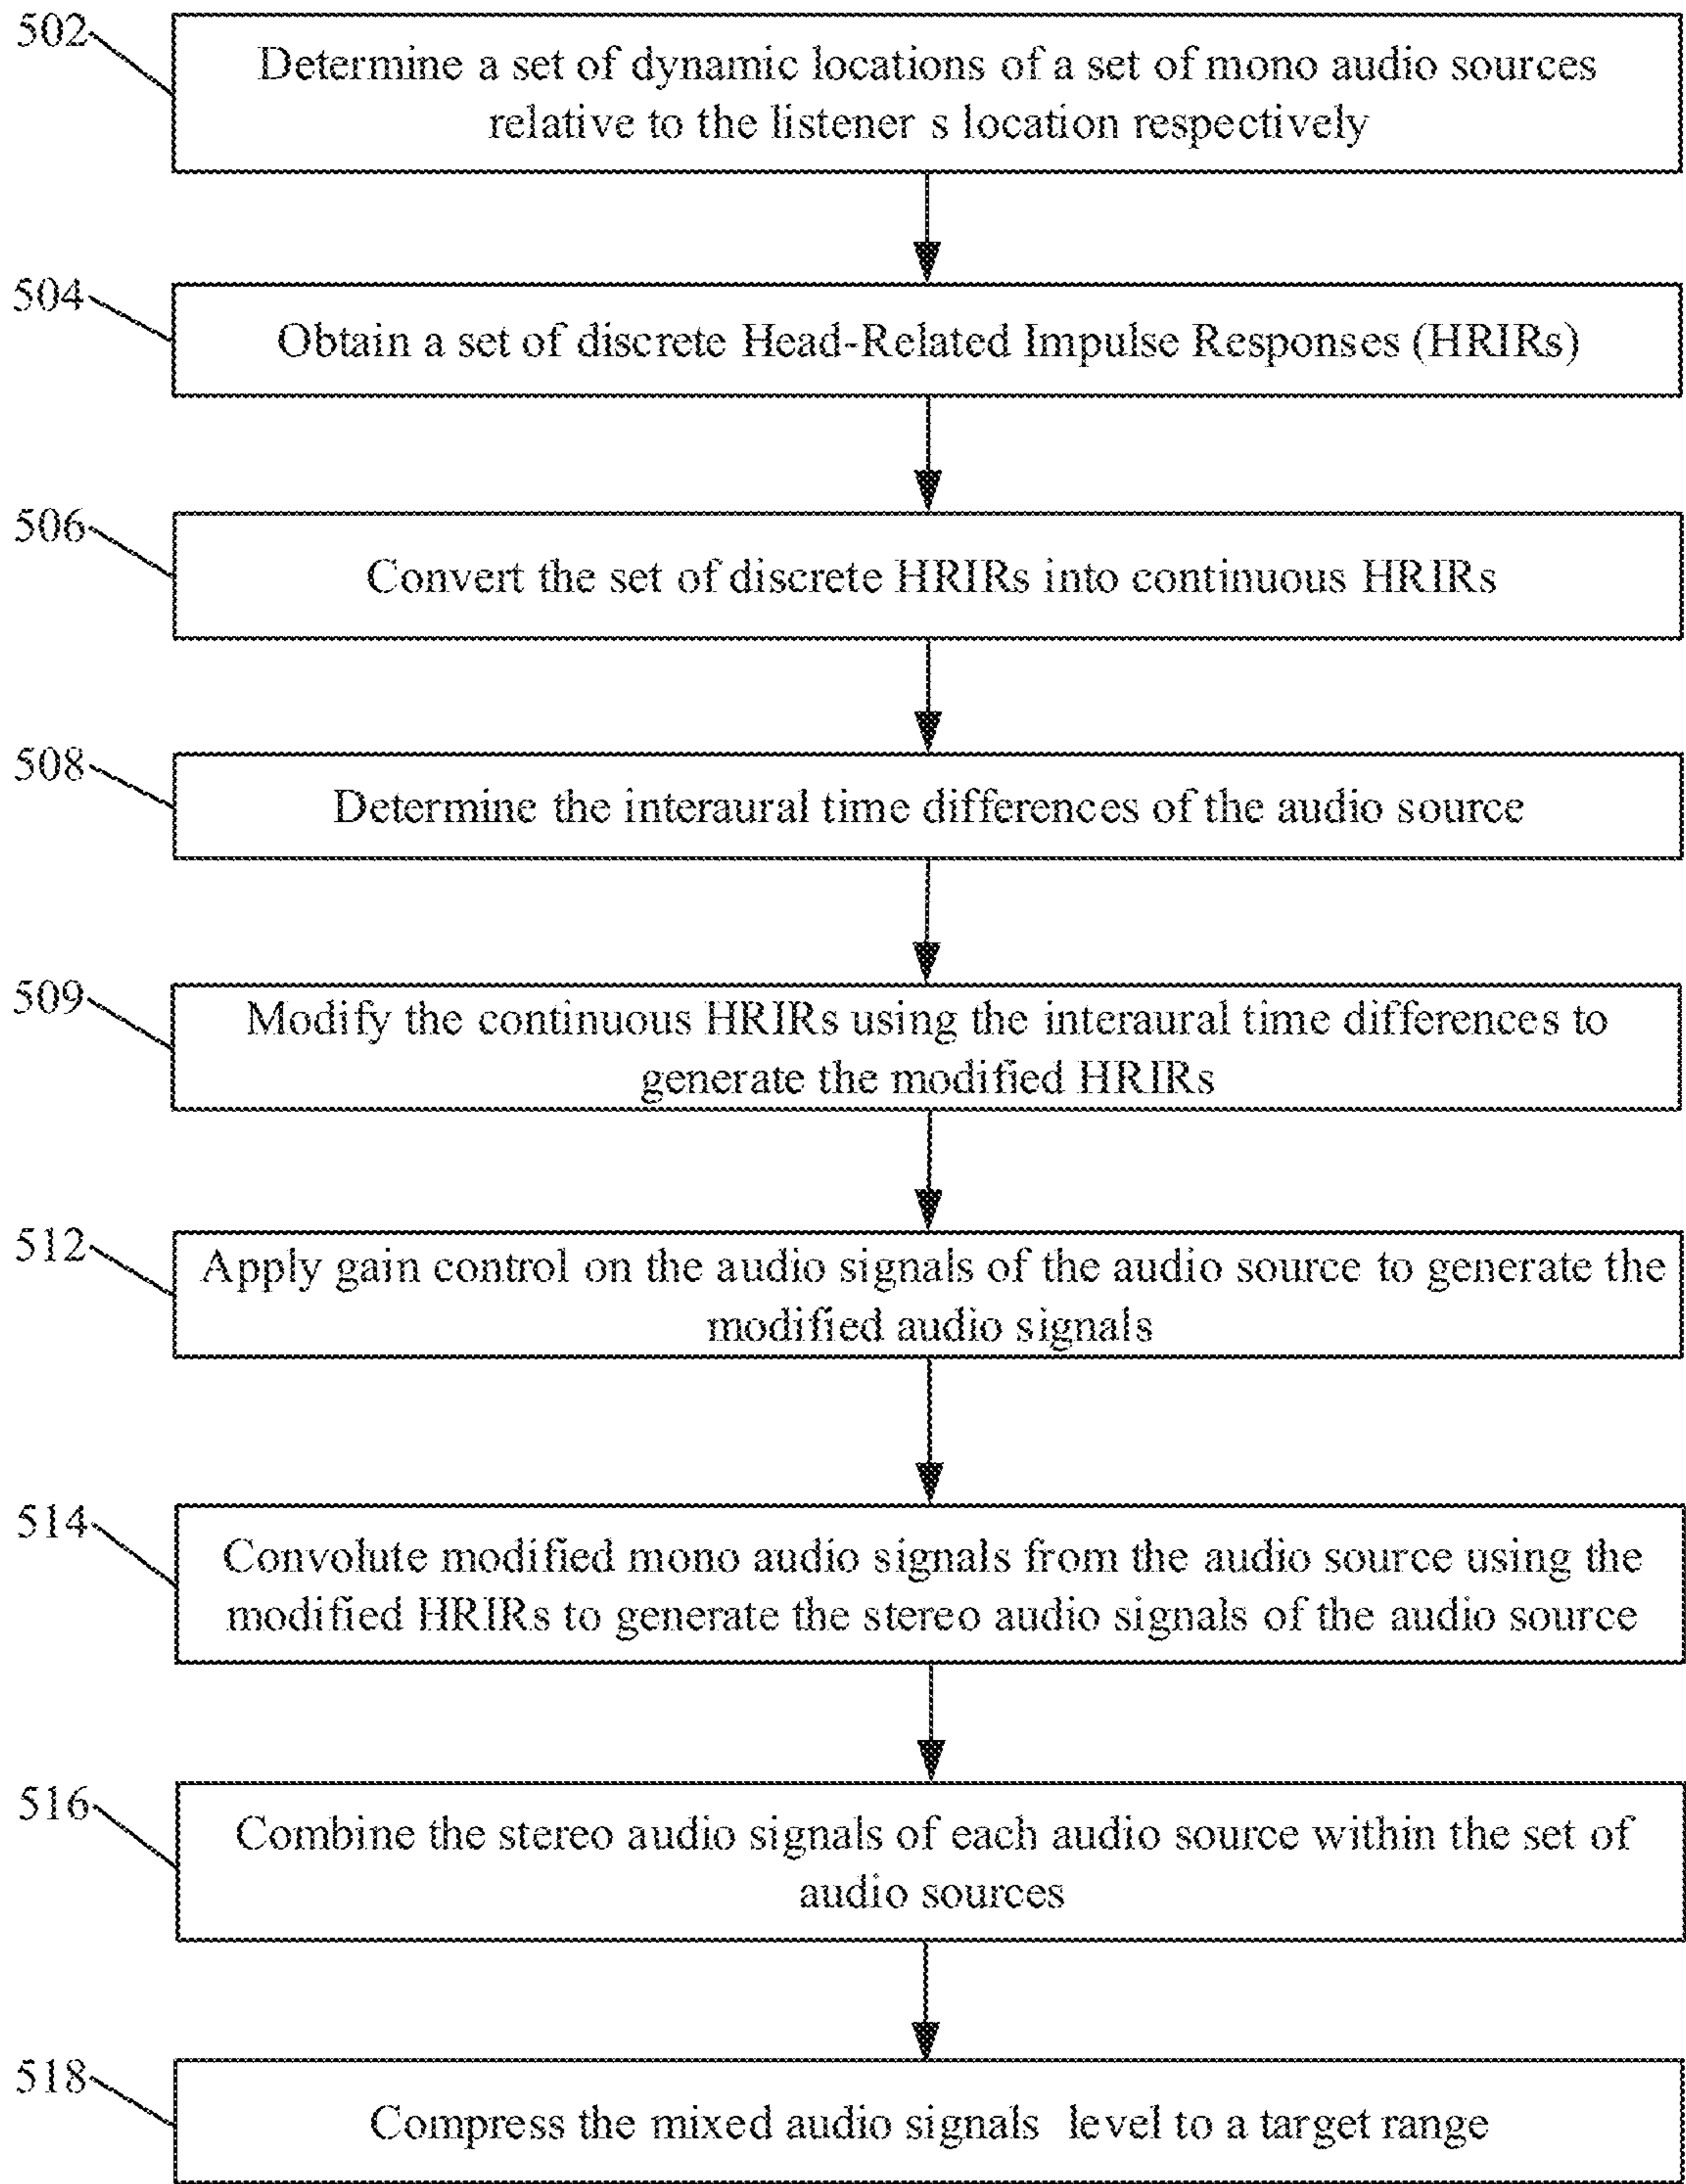 502
Determine a set of dynamic locations of a set of mono audio sources
relative to the listener s location respectively
504
Obtain a set of discrete Head-Related Impulse Responses (HRIRs)
506
Convert the set of discrete HRIRs into continuous HRIRs
508
Determine the interaural time differences of the audio source
509
Modify the continuous HRIRs using the interaural time differences to
generate the modified HRIRs
512
Apply gain control on the audio signals of the audio source to generate the
modified audio signals
514
Convolute modified mono audio signals from the audio source using the
modified HRIRs to generate the stereo audio signals of the audio source
516
Combine the stereo audio signals of each audio source within the set of
audio sources
518
Compress the mixed audio signals level to a target range